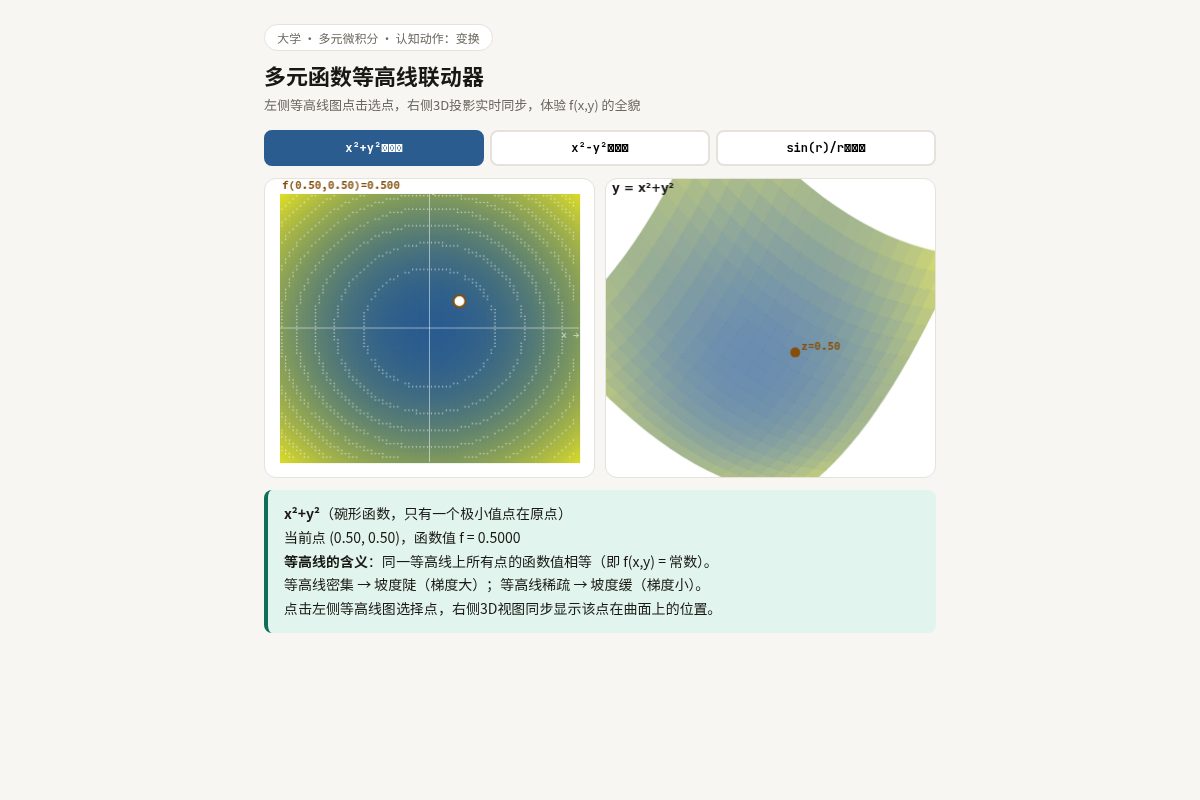 大学 · 多元微积分 · 认知动作：变换
多元函数等高线联动器
左侧等高线图点击选点，右侧3D投影实时同步，体验 f(x,y) 的全貌
x²+y²
x²-y²
sin(r)/r
f(0.50,0.50)=0.500
x →
y = x²+y²
z=0.50
x²+y²（碗形函数，只有一个极小值点在原点）
当前点 (0.50, 0.50)，函数值 f = 0.5000
等高线的含义：同一等高线上所有点的函数值相等（即 f(x,y) = 常数）。
等高线密集 → 坡度陡（梯度大）；等高线稀疏 → 坡度缓（梯度小）。
点击左侧等高线图选择点，右侧3D视图同步显示该点在曲面上的位置。